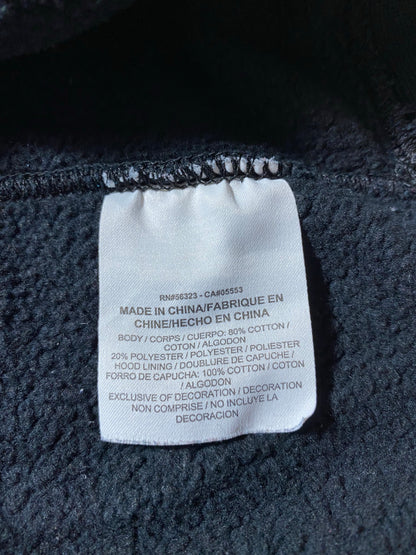 RN#56323 - CA#05553
MADE IN CHINA/FABRIQUE EN
CHINE/HECHO EN CHINA
BODY / CORPS / CUERPO: 80% COTTON /
COTON / ALGODON
20% POLYESTER / POLYESTER / POLIESTER
HOOD LINING / DOUBLURE DE CAPUCHE /
FORRO DE CAPUCHA: 100% COTTON / COTON
/ ALGODON
EXCLUSIVE OF DECORATION / DECORATION
NON COMPRISE / NO INCLUYE LA
DECORACION